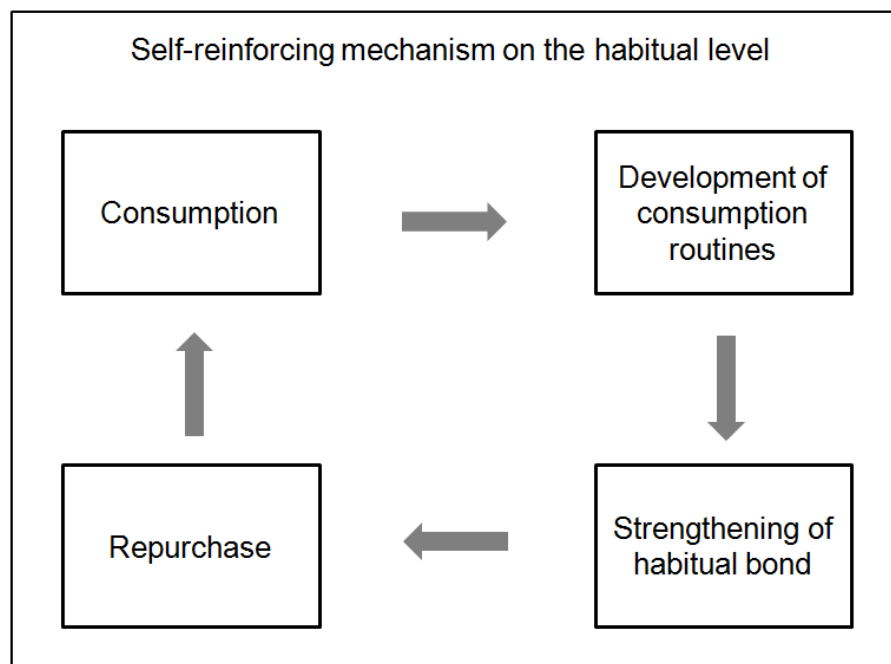 Self-reinforcing mechanism on the habitual level
Consumption
Development of
consumption
routines
Repurchase
Strengthening of
habitual bond